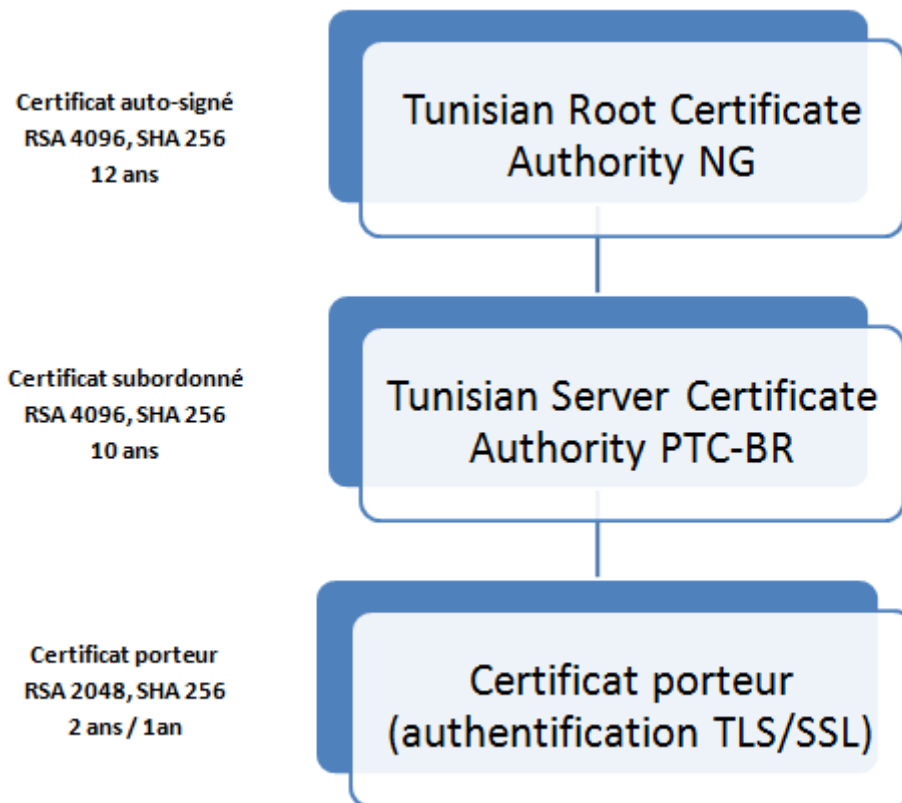 Certificat auto-signé
RSA 4096, SHA 256
12 ans
Tunisian Root Certificate
Authority NG
Certificat subordonné
RSA 4096, SHA 256
10 ans
Tunisian Server Certificate
Authority PTC-BR
Certificat porteur
RSA 2048, SHA 256
2 ans / 1an
Certificat porteur
(authentification TLS/SSL)